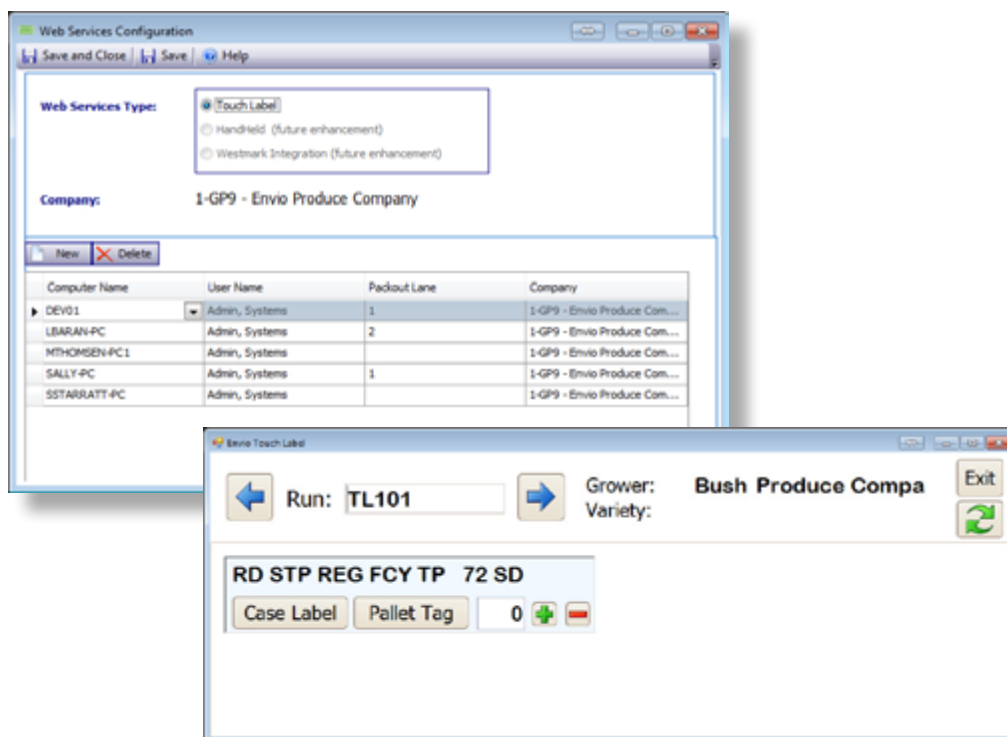 Web Services Configuration
Save and Close Save Help
Web Services Type:
Touch Label
HandHeld (future enhancement)
Westmark Integration (future enhancement)
Company: 1-GP9 - Envio Produce Company
New Delete
Computer Name User Name Packout Lane Company
DEV01 Admin, Systems 1 1-GP9 - Envio Produce Com...
LBARAN-PC Admin, Systems 2 1-GP9 - Envio Produce Com...
MTHOMSEN-PC1 Admin, Systems 1-GP9 - Envio Produce Com...
SALLY-PC Admin, Systems 1 1-GP9 - Envio Produce Com...
SSTARRATT-PC Admin, Systems 1-GP9 - Envio Produce Com...
Envio Touch Label
Run: TL101 Grower: Bush Produce Compa Exit
Variety:
RD STP REG FCY TP 72 SD
Case Label Pallet Tag 0